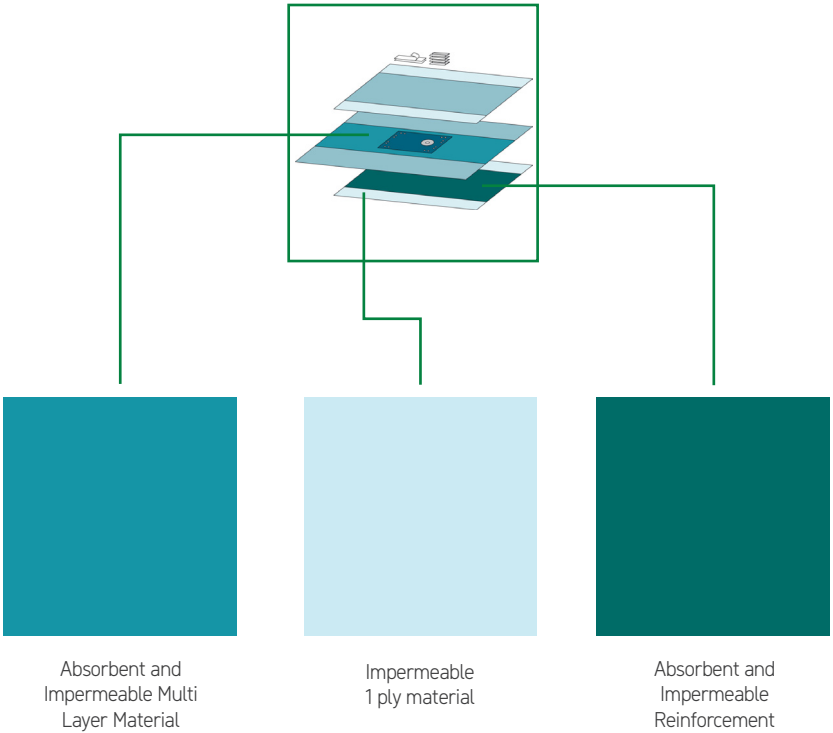 Absorbent and
Impermeable Multi
Layer Material
Impermeable
1 ply material
Absorbent and
Impermeable
Reinforcement